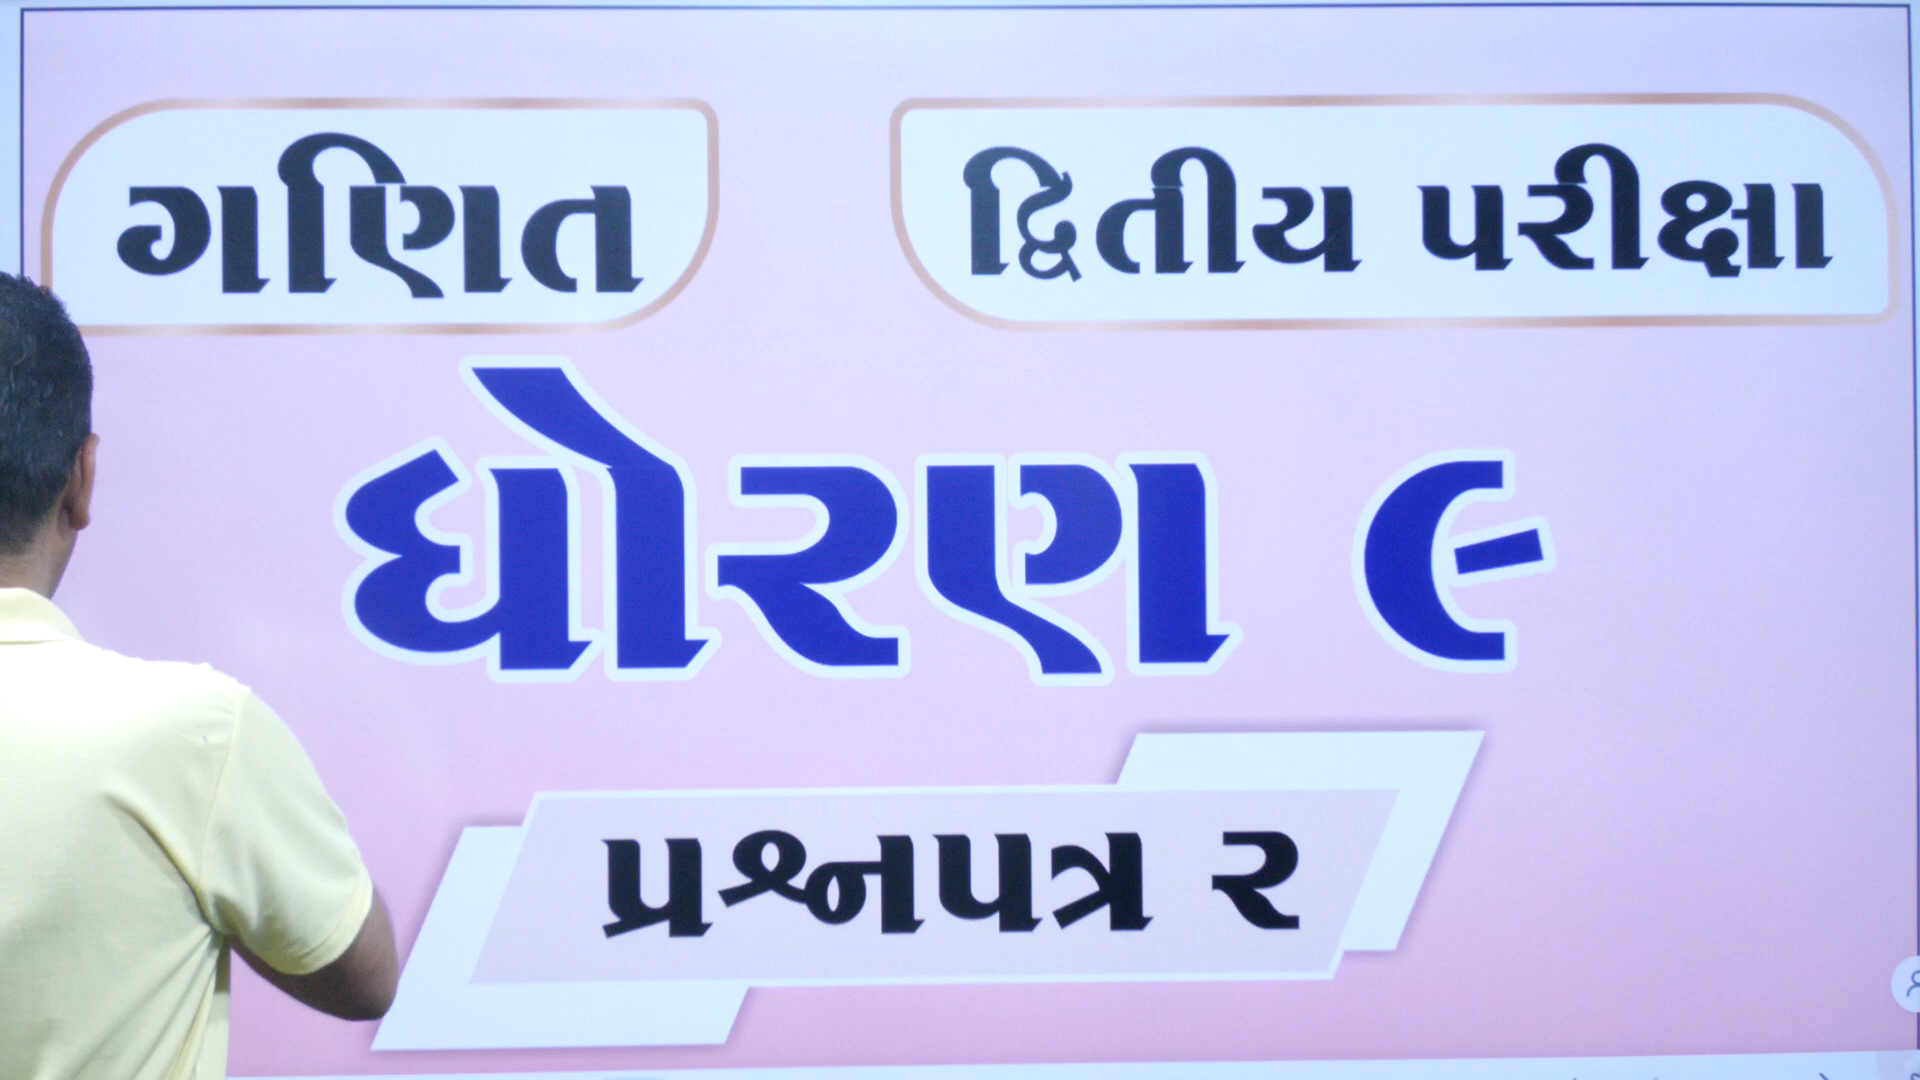 ગણિત
દ્વિતીય પરીક્ષા
ધોરણ ૯
પ્રશ્નપત્ર ૨